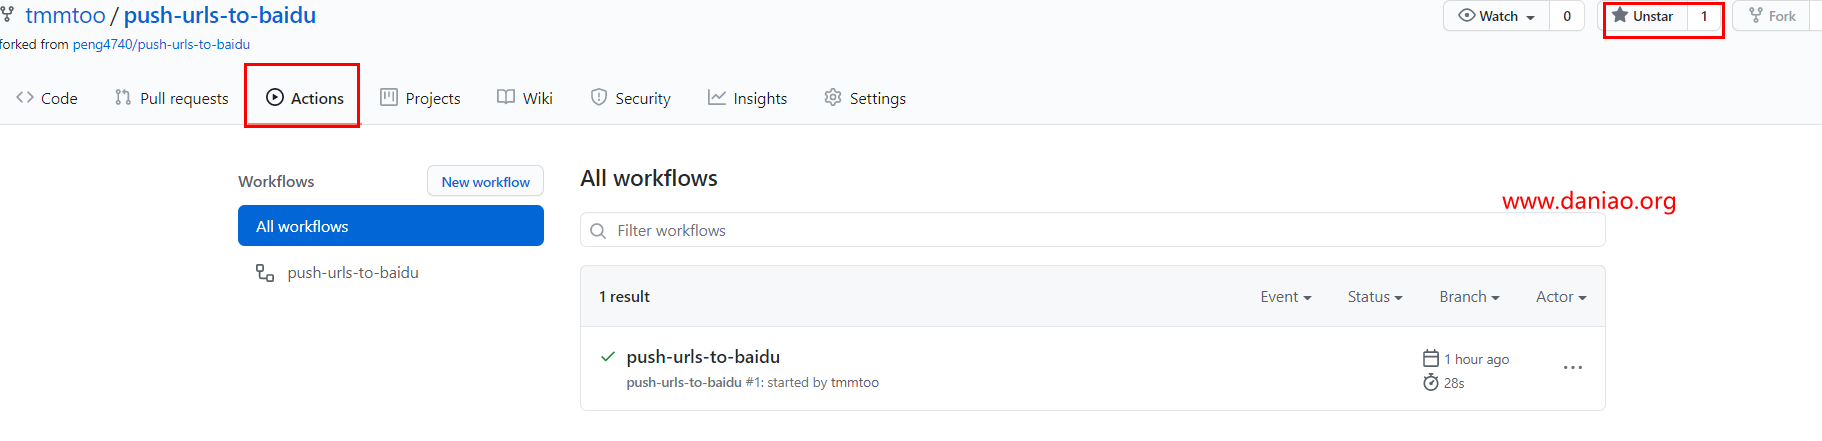 tmmtoo / push-urls-to-baidu
Watch 0
Unstar 1
Fork
forked from peng4740/push-urls-to-baidu
Code
Pull requests
Actions
Projects
Wiki
Security
Insights
Settings
Workflows
New workflow
All workflows
push-urls-to-baidu
All workflows
www.daniao.org
Filter workflows
1 result
Event
Status
Branch
Actor
push-urls-to-baidu
push-urls-to-baidu #1: started by tmmtoo
1 hour ago
28s